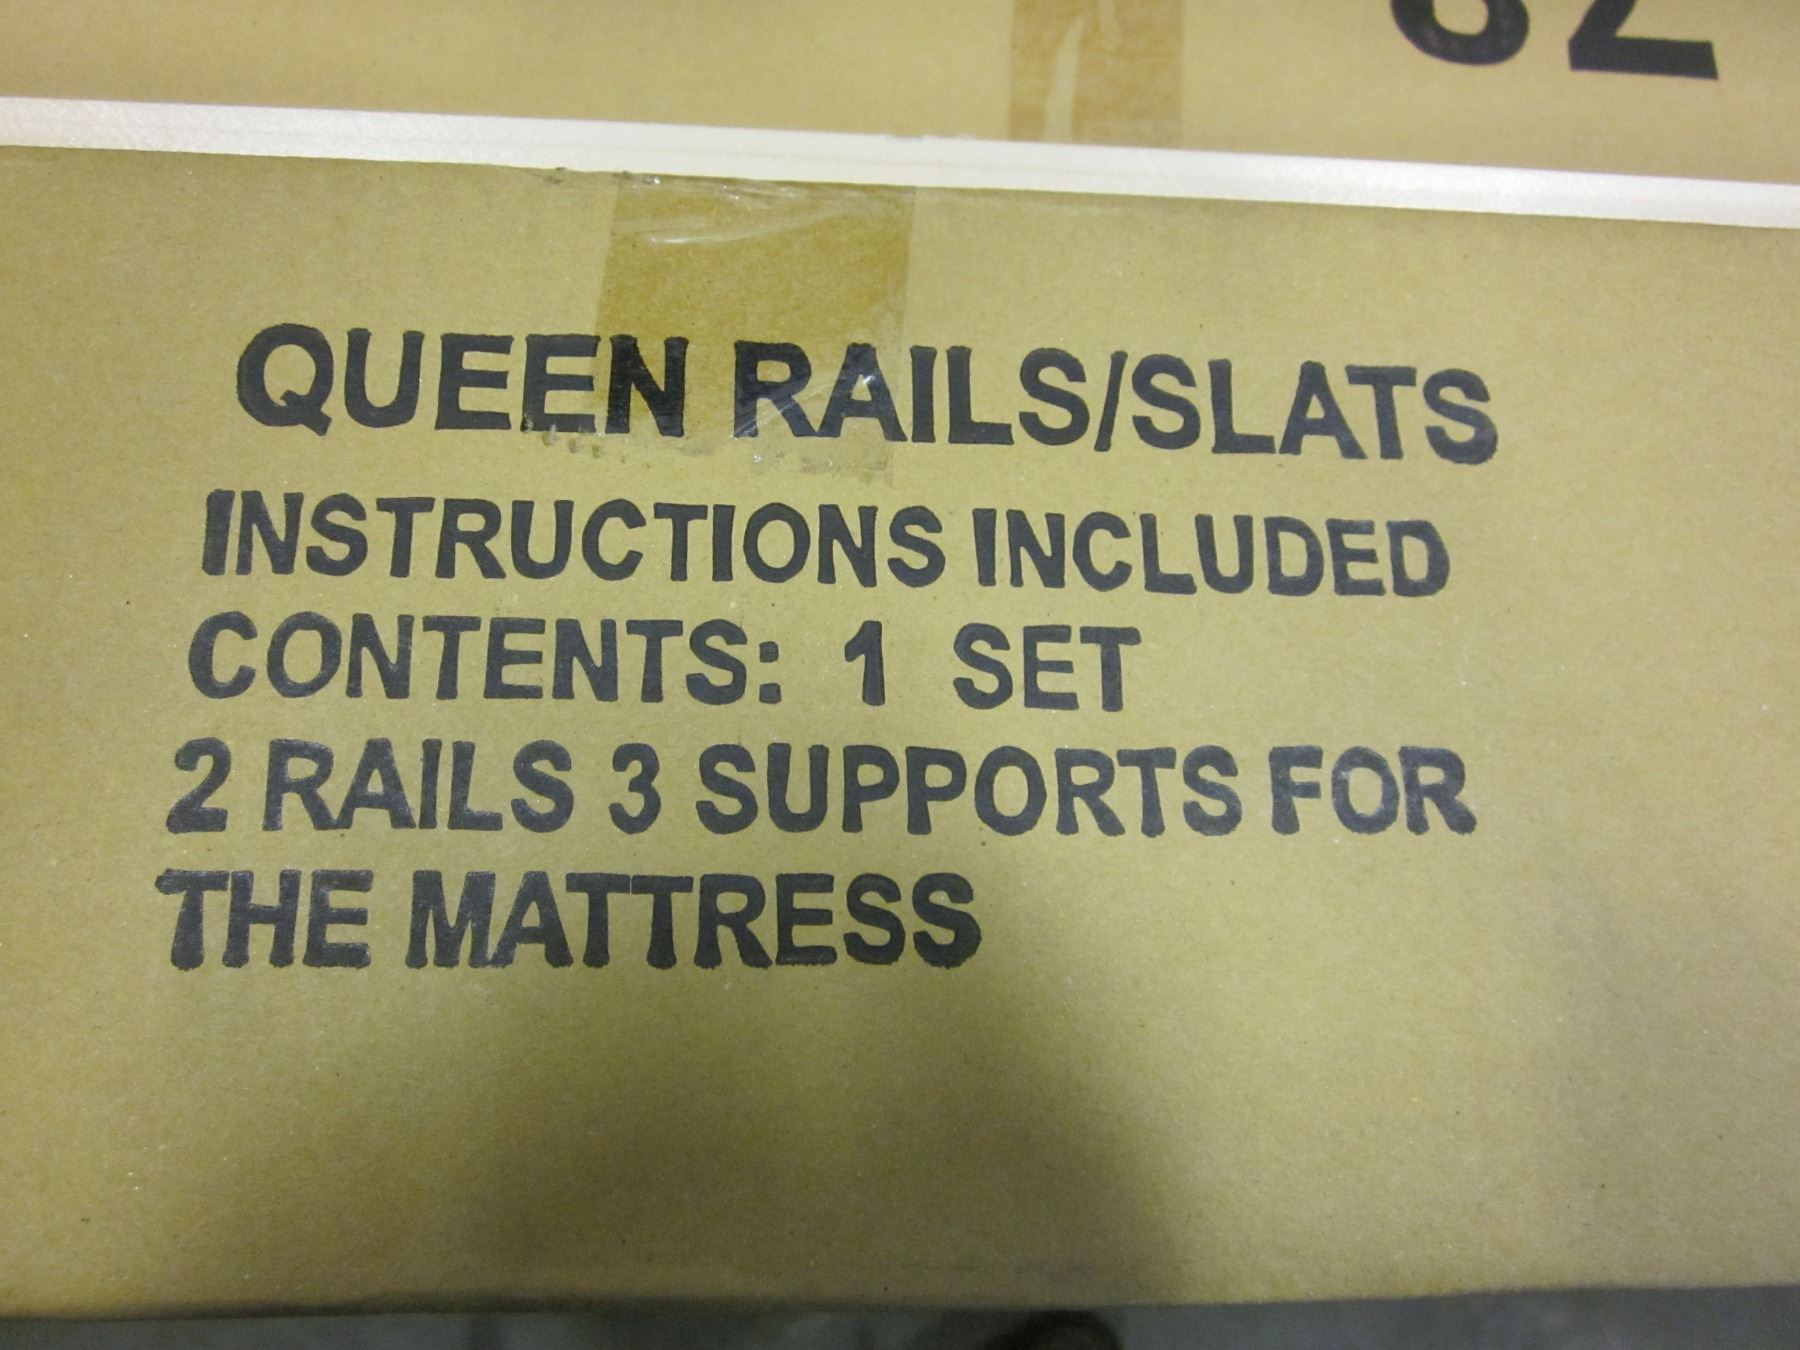 QUEEN RAILS/SLATS
INSTRUCTIONS INCLUDED
CONTENTS: 1 SET
2 RAILS 3 SUPPORTS FOR
THE MATTRESS